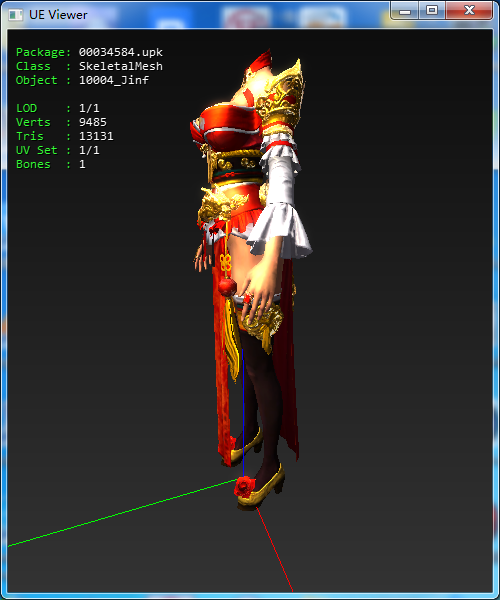 UE Viewer
Package: 00034584.upk
Class : SkeletalMesh
Object : 10004_Jinf
LOD : 1/1
Verts : 9485
Tris : 13131
UV Set : 1/1
Bones : 1